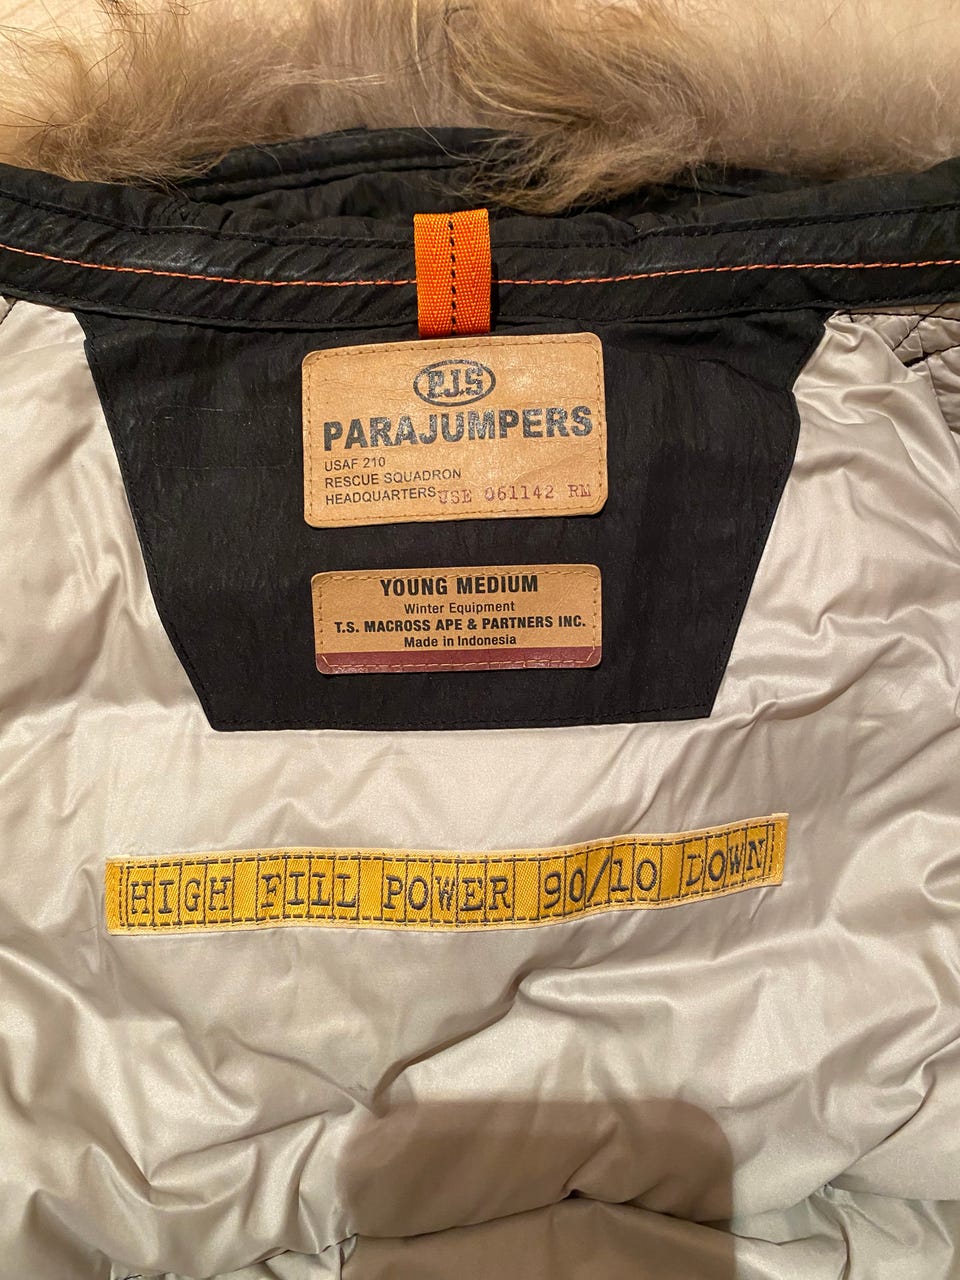 P.J.S
PARAJUMPERS
USAF 210
RESCUE SQUADRON
HEADQUARTERS USE 061142 RM
YOUNG MEDIUM
Winter Equipment
T.S. MACROSS APE & PARTNERS INC.
Made in Indonesia
HIGH FILL POWER 90/10 DOWN